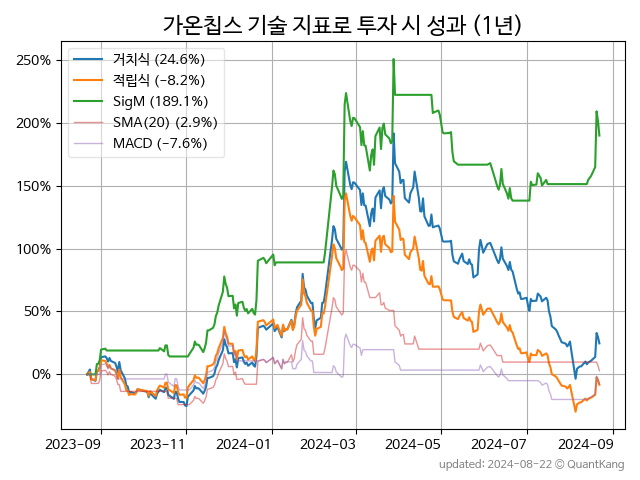 가온칩스 기술 지표로 투자 시 성과 (1년)
250%
200%
150%
100%
50%
0%
거치식 (24.6%)
적립식 (−8.2%)
SigM (189.1%)
SMA(20) (2.9%)
MACD (−7.6%)
2023-09 2023-11 2024-01 2024-03 2024-05 2024-07 2024-09
updated: 2024-08-22 ⓒ QuantKang